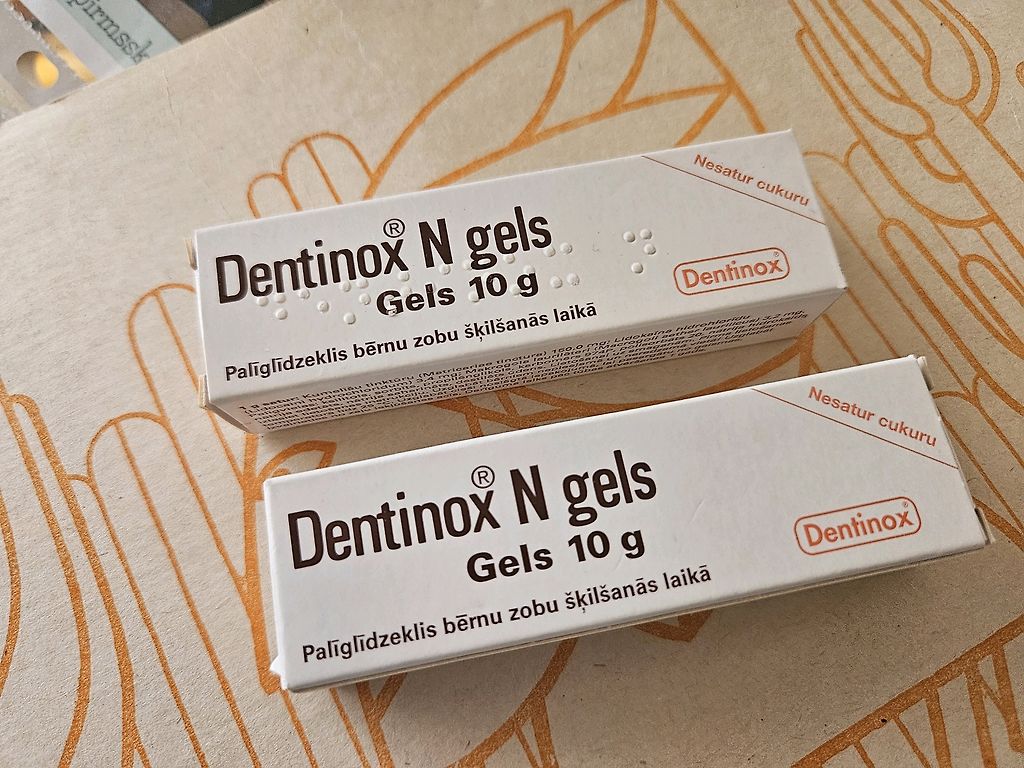 pirmssk
Nesatur cukuru
Dentinox® N gels
Gels 10 g
Dentinox®
Palīglīdzeklis bērnu zobu šķilšanās laikā
Nesatur cukuru
Dentinox® N gels
Gels 10 g
Dentinox®
Palīglīdzeklis bērnu zobu šķilšanās laikā